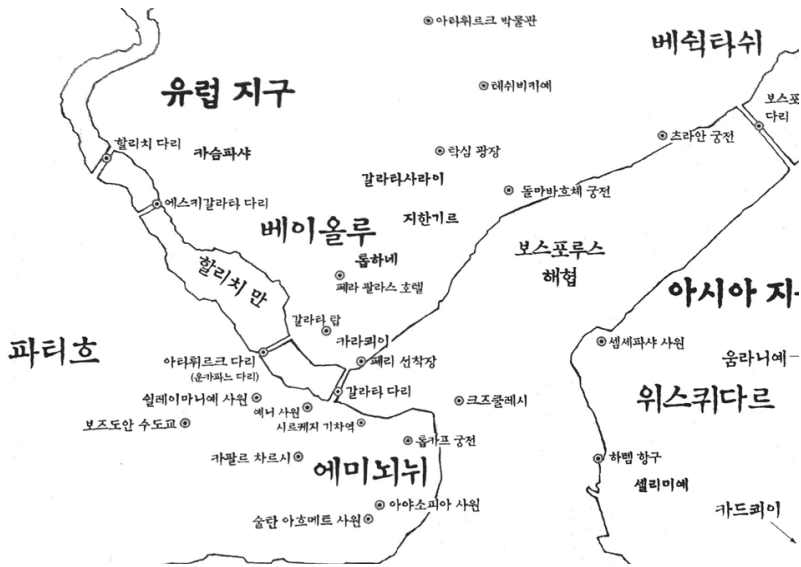 아타튀르크 박물관
베쉭타쉬
유럽 지구
테쉬비키예
보스포
다리
할리치 다리
카슴파샤
츠라안 궁전
탁심 광장
갈라타사라이
돌마바흐체 궁전
에스키갈라타 다리
지한기르
베이올루
보스포루스
해협
톱하네
할리치 만
페라 팔라스 호텔
아시아 지
갈라타 탑
카라쾨이
파티흐
셈세파샤 사원
아타튀르크 다리
(운카파느 다리)
페리 선착장
움라니예
갈라타 다리
쉴레이마니예 사원
크즈쿨레시
위스퀴다르
예니 사원
보즈도안 수도교
시르케지 기차역
톱카프 궁전
카팔르 차르시
에미뇌뉘
하렘 항구
셀리미예
아야소피아 사원
카드쾨이
술탄 아흐메트 사원